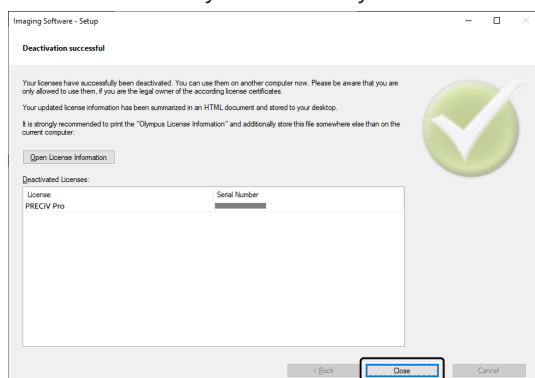 Imaging Software - Setup
Deactivation successful
Your licenses have successfully been deactivated. You can use them on another computer now. Please be aware that you are
only allowed to use them, if you are the legal owner of the according license certificates.
Your updated license information has been summarized in an HTML document and stored to your desktop.
It is strongly recommended to print the "Olympus License Information" and additionally store this file somewhere else than on the
current computer.
Open License Information
Deactivated Licenses:
License Serial Number
PRECiV Pro
< Back Close Cancel